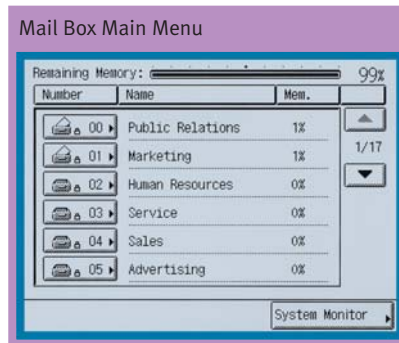 Mail Box Main Menu
Remaining Memory: 99%
Number Name Mem.
00 Public Relations 1%
01 Marketing 1%
1/17
02 Human Resources 0%
03 Service 0%
04 Sales 0%
05 Advertising 0%
System Monitor